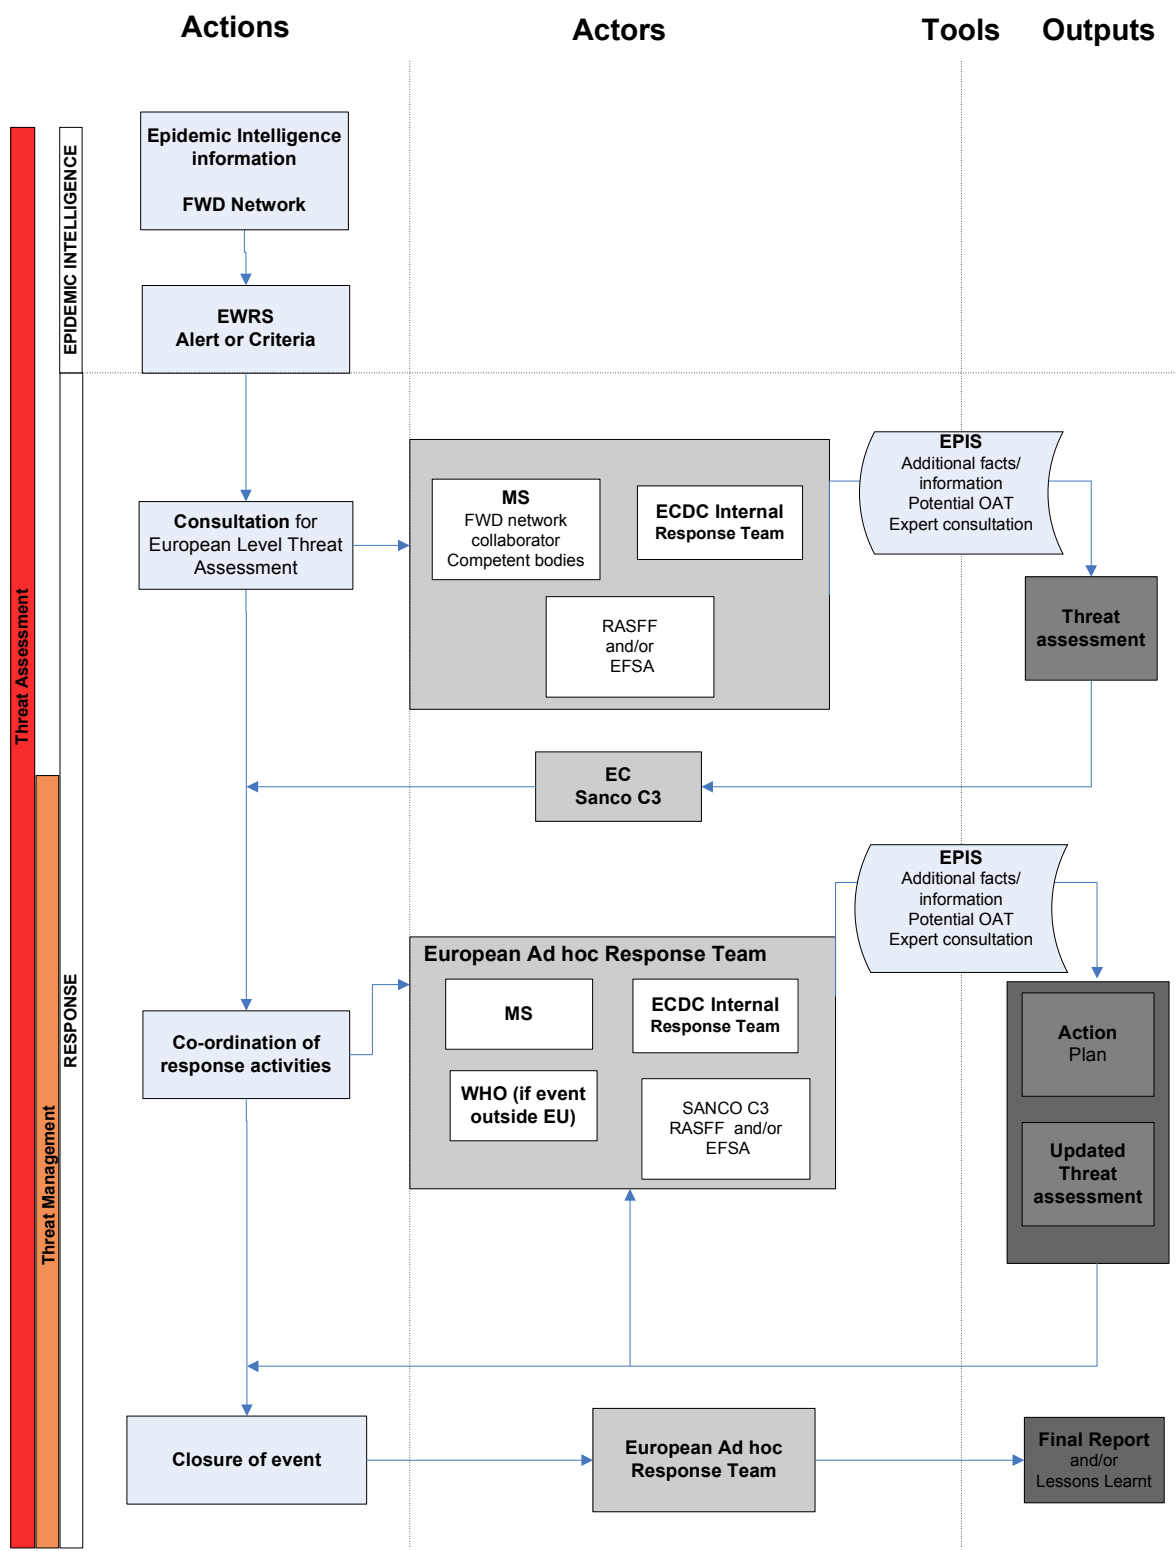 Actions
Actors
Tools
Outputs
Threat Assessment
Threat Management
EPIDEMIC INTELLIGENCE
RESPONSE
Epidemic Intelligence
information
FWD Network
EWRS
Alert or Criteria
Consultation for
European Level Threat
Assessment
MS
FWD network
collaborator
Competent bodies
ECDC Internal
Response Team
RASFF
and/or
EFSA
EPIS
Additional facts/
information
Potential OAT
Expert consultation
Threat
assessment
EC
Sanco C3
Co-ordination of
response activities
European Ad hoc Response Team
MS
ECDC Internal
Response Team
WHO (if event
outside EU)
SANCO C3
RASFF and/or
EFSA
EPIS
Additional facts/
information
Potential OAT
Expert consultation
Action
Plan
Updated
Threat
assessment
Closure of event
European Ad hoc
Response Team
Final Report
and/or
Lessons Learnt